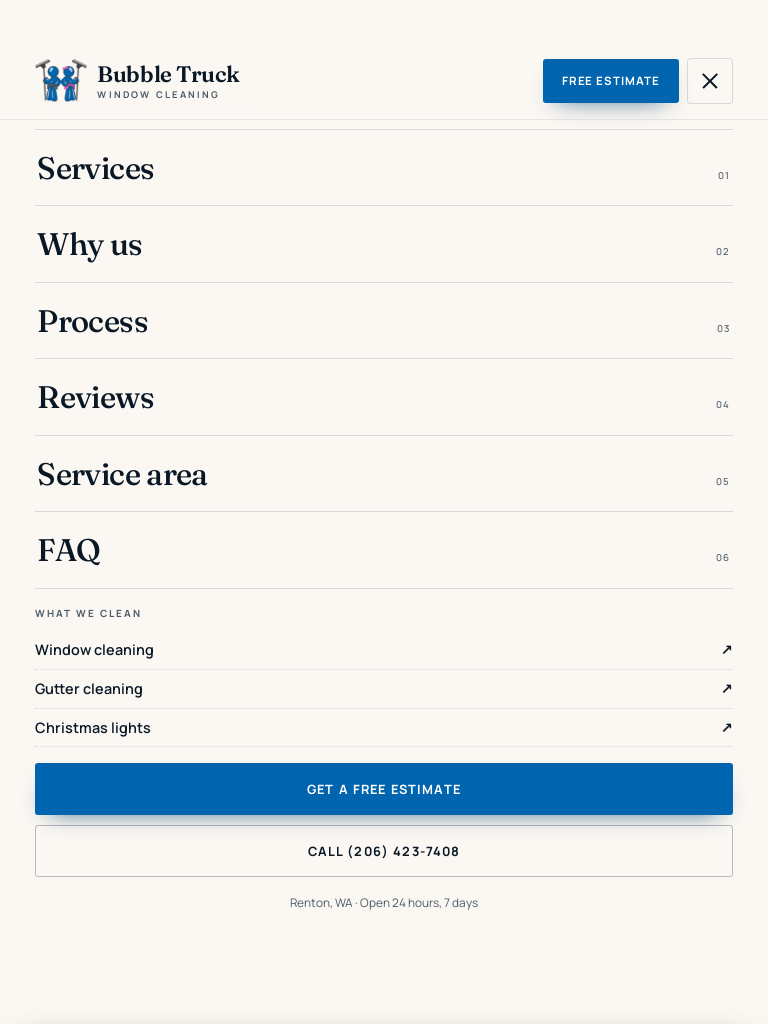 Bubble Truck
WINDOW CLEANING
FREE ESTIMATE
Services
01
Why us
02
Process
03
Reviews
04
Service area
05
FAQ
06
WHAT WE CLEAN
Window cleaning ↗
Gutter cleaning ↗
Christmas lights ↗
GET A FREE ESTIMATE
CALL (206) 423-7408
Renton, WA · Open 24 hours, 7 days